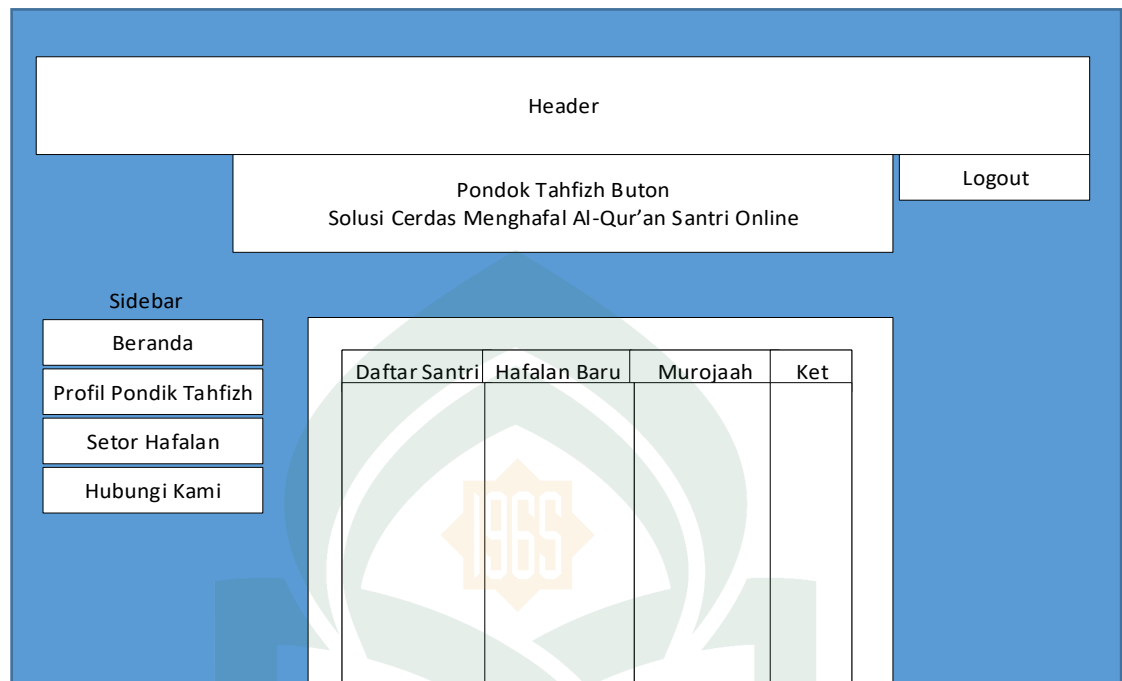 Header
Pondok Tahfizh Buton
Solusi Cerdas Menghafal Al-Qur’an Santri Online
Logout
Sidebar
Beranda
Profil Pondik Tahfizh
Setor Hafalan
Hubungi Kami
Daftar Santri Hafalan Baru Murojaah Ket
1965